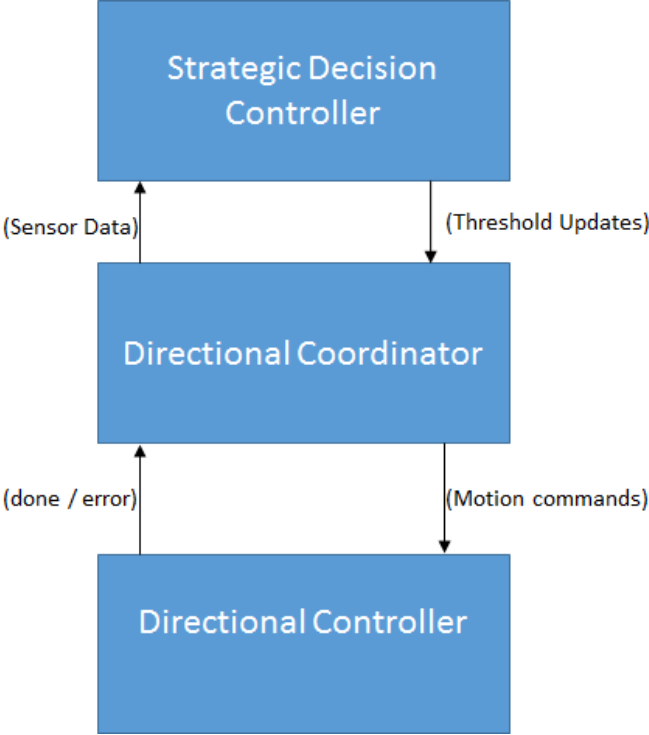 Strategic Decision
Controller
(Sensor Data)
(Threshold Updates)
Directional Coordinator
(done / error)
(Motion commands)
Directional Controller